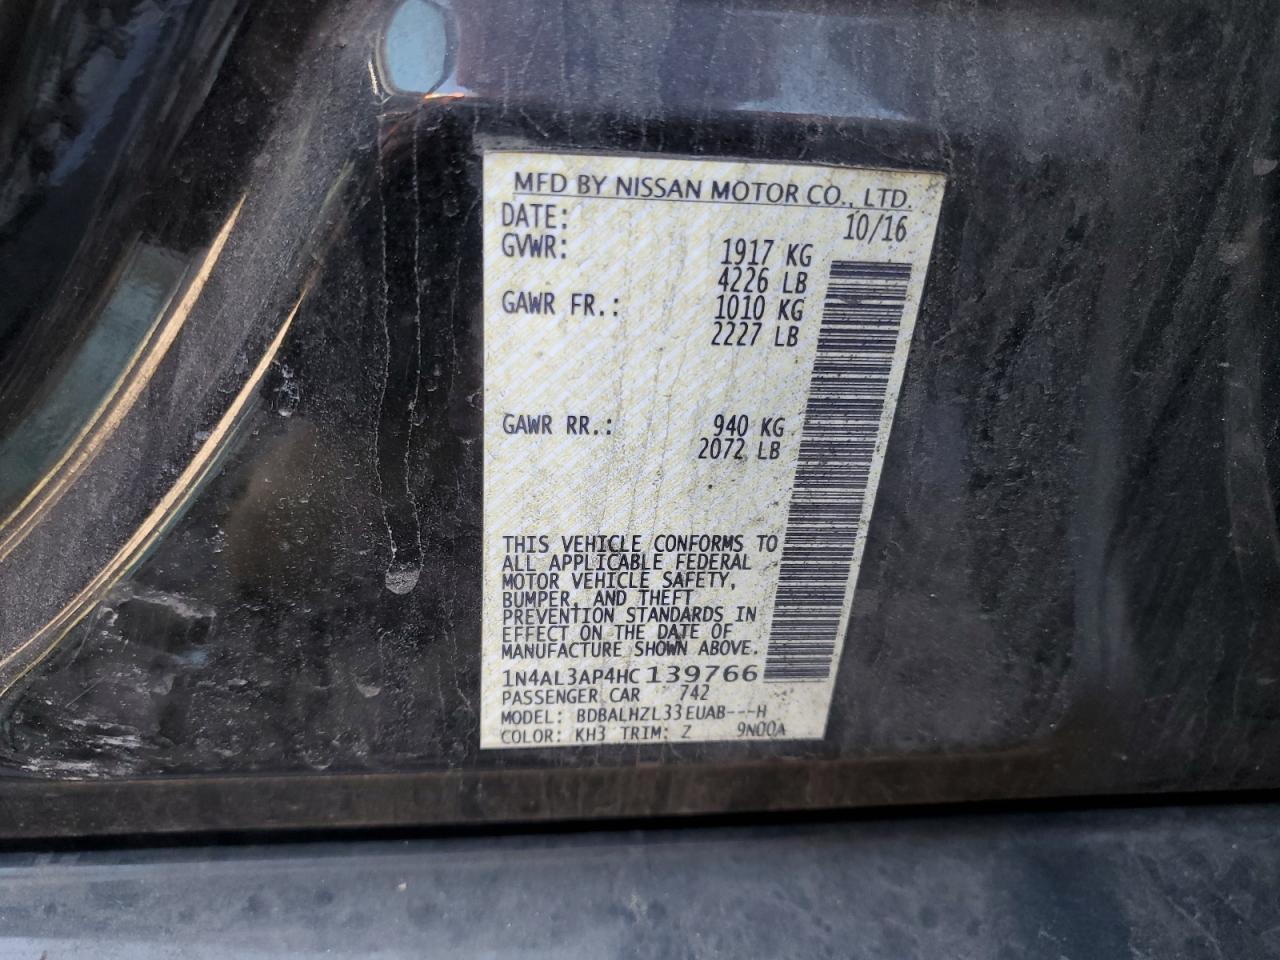 MFD BY NISSAN MOTOR CO., LTD.
DATE: 10/16
GVWR: 1917 KG
4226 LB
GAWR FR.: 1010 KG
2227 LB
GAWR RR.: 940 KG
2072 LB
THIS VEHICLE CONFORMS TO
ALL APPLICABLE FEDERAL
MOTOR VEHICLE SAFETY,
BUMPER, AND THEFT
PREVENTION STANDARDS IN
EFFECT ON THE DATE OF
MANUFACTURE SHOWN ABOVE.
1N4AL3AP4HC139766
PASSENGER CAR 742
MODEL: BDBALHZL33EUAB---H
COLOR: KH3 TRIM: Z 9N00A